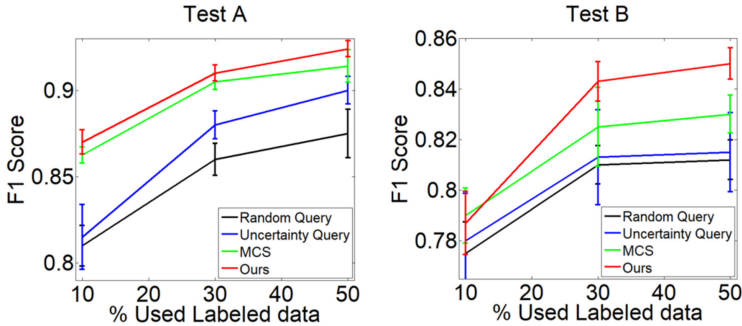 Test A
F1 Score
0.9
0.85
0.8
10 20 30 40 50
% Used Labeled data
Random Query
Uncertainty Query
MCS
Ours
Test B
F1 Score
0.86
0.84
0.82
0.8
0.78
10 20 30 40 50
% Used Labeled data
Random Query
Uncertainty Query
MCS
Ours